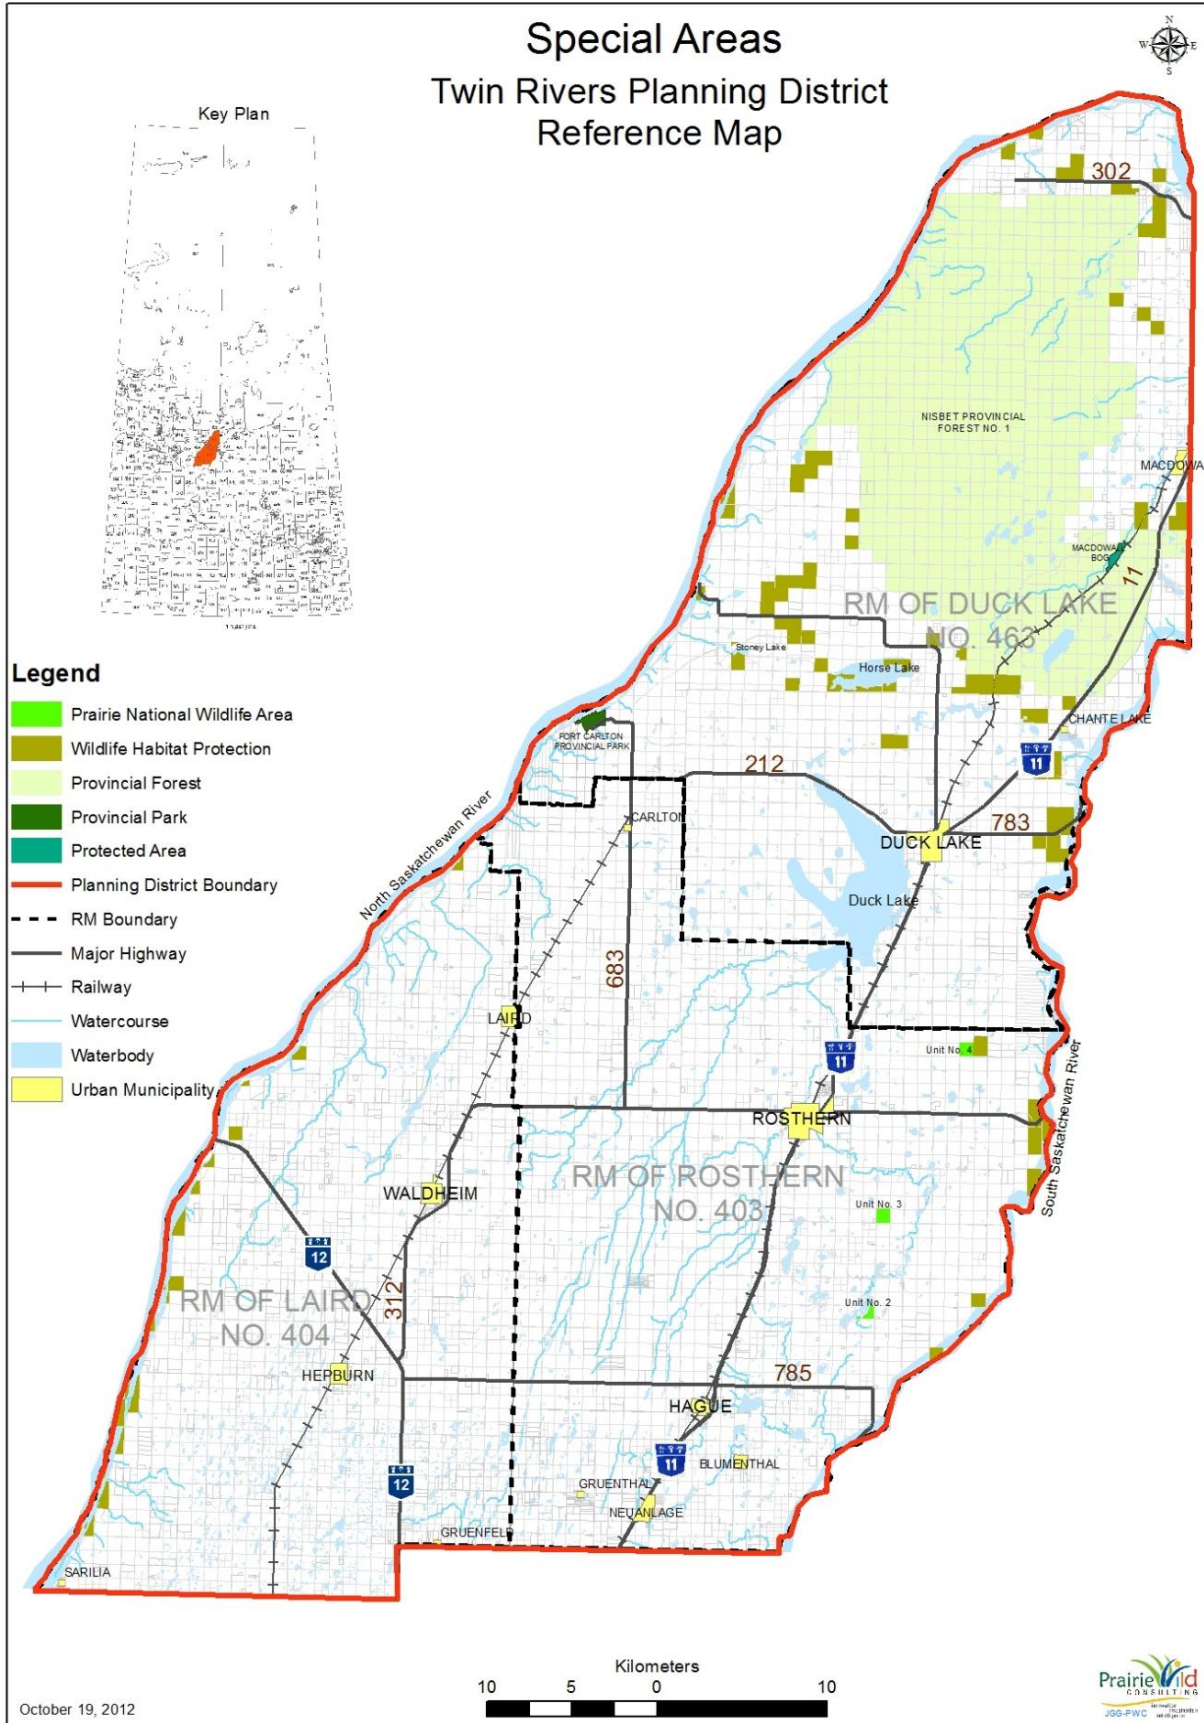 Special Areas
Twin Rivers Planning District
Reference Map
N
W
E
S
Key Plan
302
NISBET PROVINCIAL
FOREST NO. 1
MACDOWA
MACDOWA
BOG
11
RM OF DUCK LAKE
NO. 463
Stoney Lake
Horse Lake
Legend
Prairie National Wildlife Area
Wildlife Habitat Protection
Provincial Forest
Provincial Park
Protected Area
Planning District Boundary
RM Boundary
Major Highway
Railway
Watercourse
Waterbody
Urban Municipality
FORT CARLTON
PROVINCIAL PARK
CHANTE LAKE
11
212
783
CARLTON
DUCK LAKE
North Saskatchewan River
Duck Lake
683
LAIRD
Unit No. 4
11
South Saskatchewan River
ROSTHERN
RM OF ROSTHERN
NO. 403
WALDHEIM
Unit No. 3
12
312
RM OF LAIRD
NO. 404
Unit No. 2
HEPBURN
785
HAGUE
11
BLUMENTHAL
12
GRUENTHAL
NEUANLAGE
GRUENFELD
SARILIA
Kilometers
10 5 0 10
October 19, 2012
PrairieWild
CONSULTING
JGG-PWC